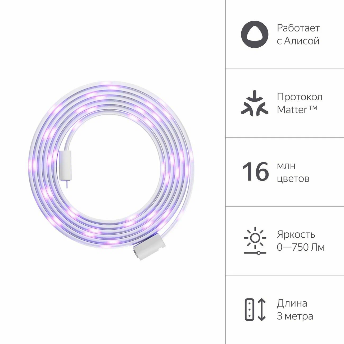 Работает
с Алисой
Протокол
Matter™
16 млн
цветов
Яркость
0—750 Лм
Длина
3 метра